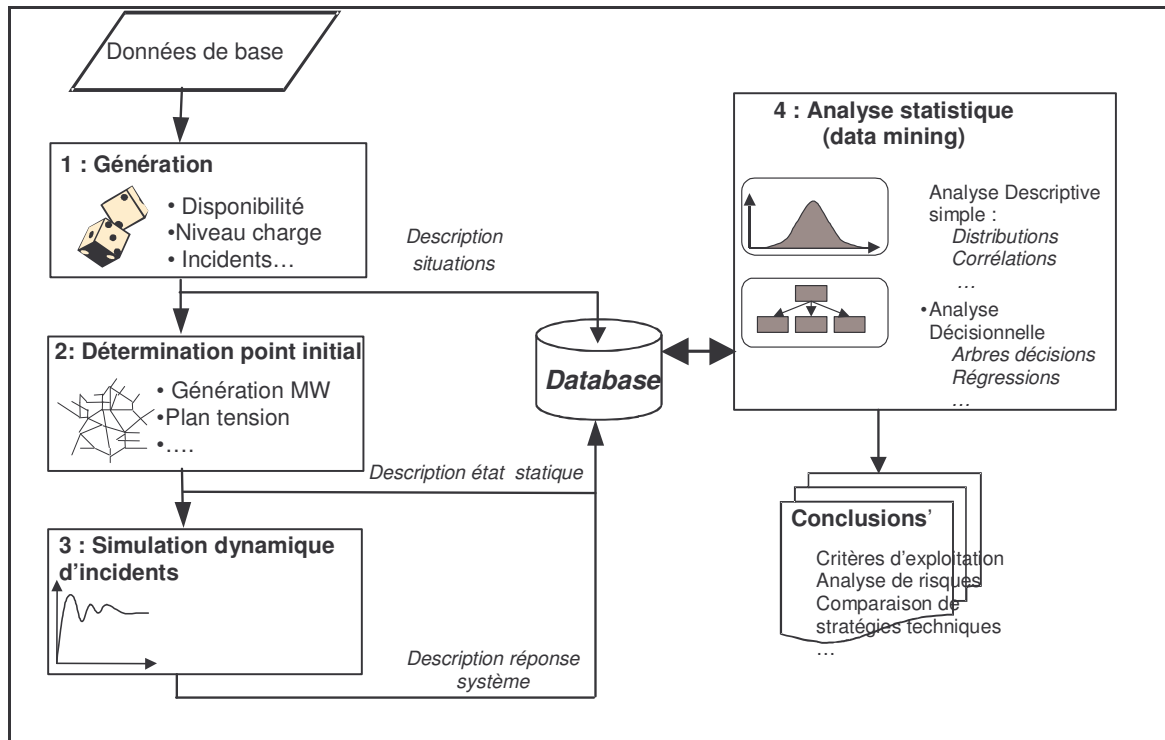 Données de base
1 : Génération
• Disponibilité
•Niveau charge
• Incidents…
Description
situations
2: Détermination point initial
• Génération MW
•Plan tension
•….
Description état statique
3 : Simulation dynamique
d'incidents
Description réponse
système
Database
4 : Analyse statistique
(data mining)
Analyse Descriptive
simple :
Distributions
Corrélations
…
•Analyse
Décisionnelle
Arbres décisions
Régressions
…
Conclusions'
Critères d'exploitation
Analyse de risques
Comparaison de
stratégies techniques
…